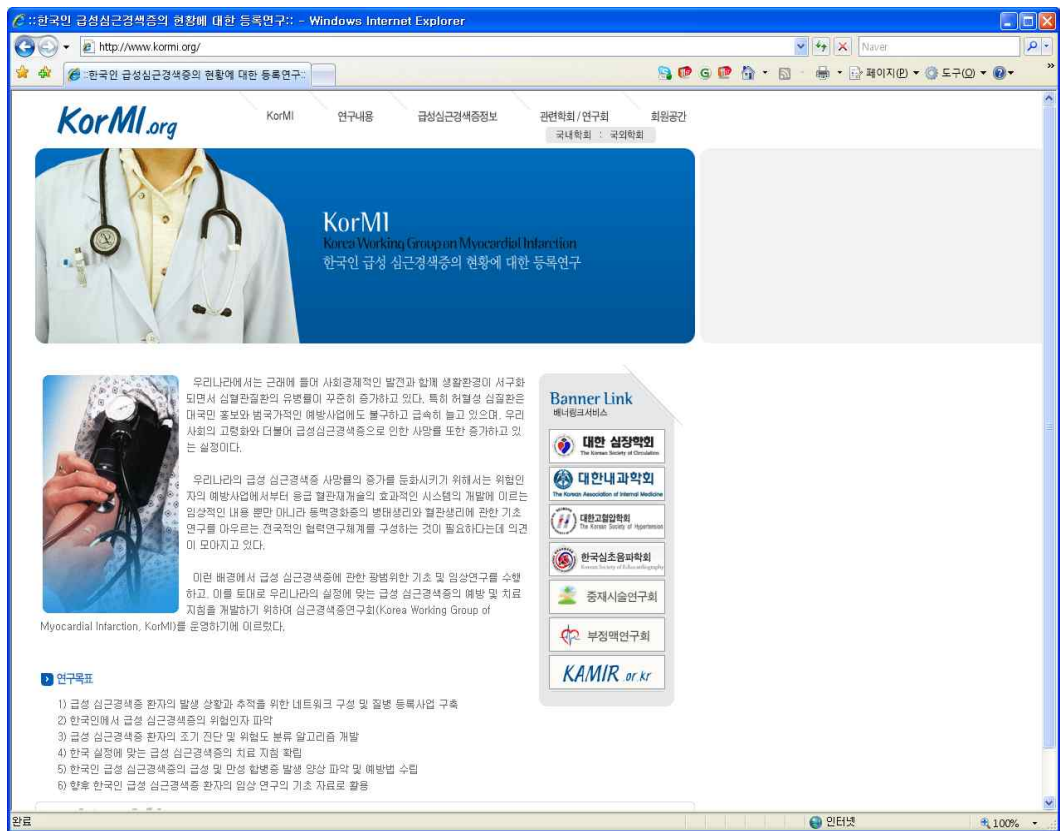 ::한국인 급성심근경색증의 현황에 대한 등록연구:: - Windows Internet Explorer
http://www.kormi.org/
Naver
::한국인 급성심근경색증의 현황에 대한 등록연구::
페이지(P) 도구(O)
KorMI.org
KorMI 연구내용 급성심근경색증정보 관련학회/연구회 회원공간
국내학회 : 국외학회
KorMI
Korea Working Group on Myocardial Infarction
한국인 급성 심근경색증의 현황에 대한 등록연구
우리나라에서는 근래에 들어 사회경제적인 발전과 함께 생활환경이 서구화
되면서 심혈관질환의 유병률이 꾸준히 증가하고 있다. 특히 허혈성 심질환은
대국민 홍보와 범국가적인 예방사업에도 불구하고 급속히 늘고 있으며, 우리
사회의 고령화와 더불어 급성심근경색증으로 인한 사망률 또한 증가하고 있
는 실정이다.
우리나라의 급성 심근경색증 사망률의 증가를 둔화시키기 위해서는 위험인
자의 예방사업에서부터 응급 혈관재개술의 효과적인 시스템의 개발에 이르는
임상적인 내용 뿐만 아니라 동맥경화증의 병태생리와 혈관생리에 관한 기초
연구를 아우르는 전국적인 협력연구체계를 구성하는 것이 필요하다는데 의견
이 모아지고 있다.
이런 배경에서 급성 심근경색증에 관한 광범위한 기초 및 임상연구를 수행
하고, 이를 토대로 우리나라의 실정에 맞는 급성 심근경색증의 예방 및 치료
지침을 개발하기 위하여 심근경색증연구회(Korea Working Group of
Myocardial Infarction, KorMI)를 운영하기에 이르렀다.
연구목표
1) 급성 심근경색증 환자의 발생 상황과 추적을 위한 네트워크 구성 및 질병 등록사업 구축
2) 한국인에서 급성 심근경색증의 위험인자 파악
3) 급성 심근경색증 환자의 조기 진단 및 위험도 분류 알고리즘 개발
4) 한국 실정에 맞는 급성 심근경색증의 치료 지침 확립
5) 한국인 급성 심근경색증의 급성 및 만성 합병증 발생 양상 파악 및 예방법 수립
6) 향후 한국인 급성 심근경색증 환자의 임상 연구의 기초 자료로 활용
Banner Link
배너링크서비스
대한 심장학회
The Korean Society of Circulation
대한내과학회
The Korean Association of Internal Medicine
대한고혈압학회
The Korean Society of Hypertension
한국심초음파학회
Korean Society of Echocardiography
중재시술연구회
부정맥연구회
KAMIR.or.kr
완료
인터넷
100%